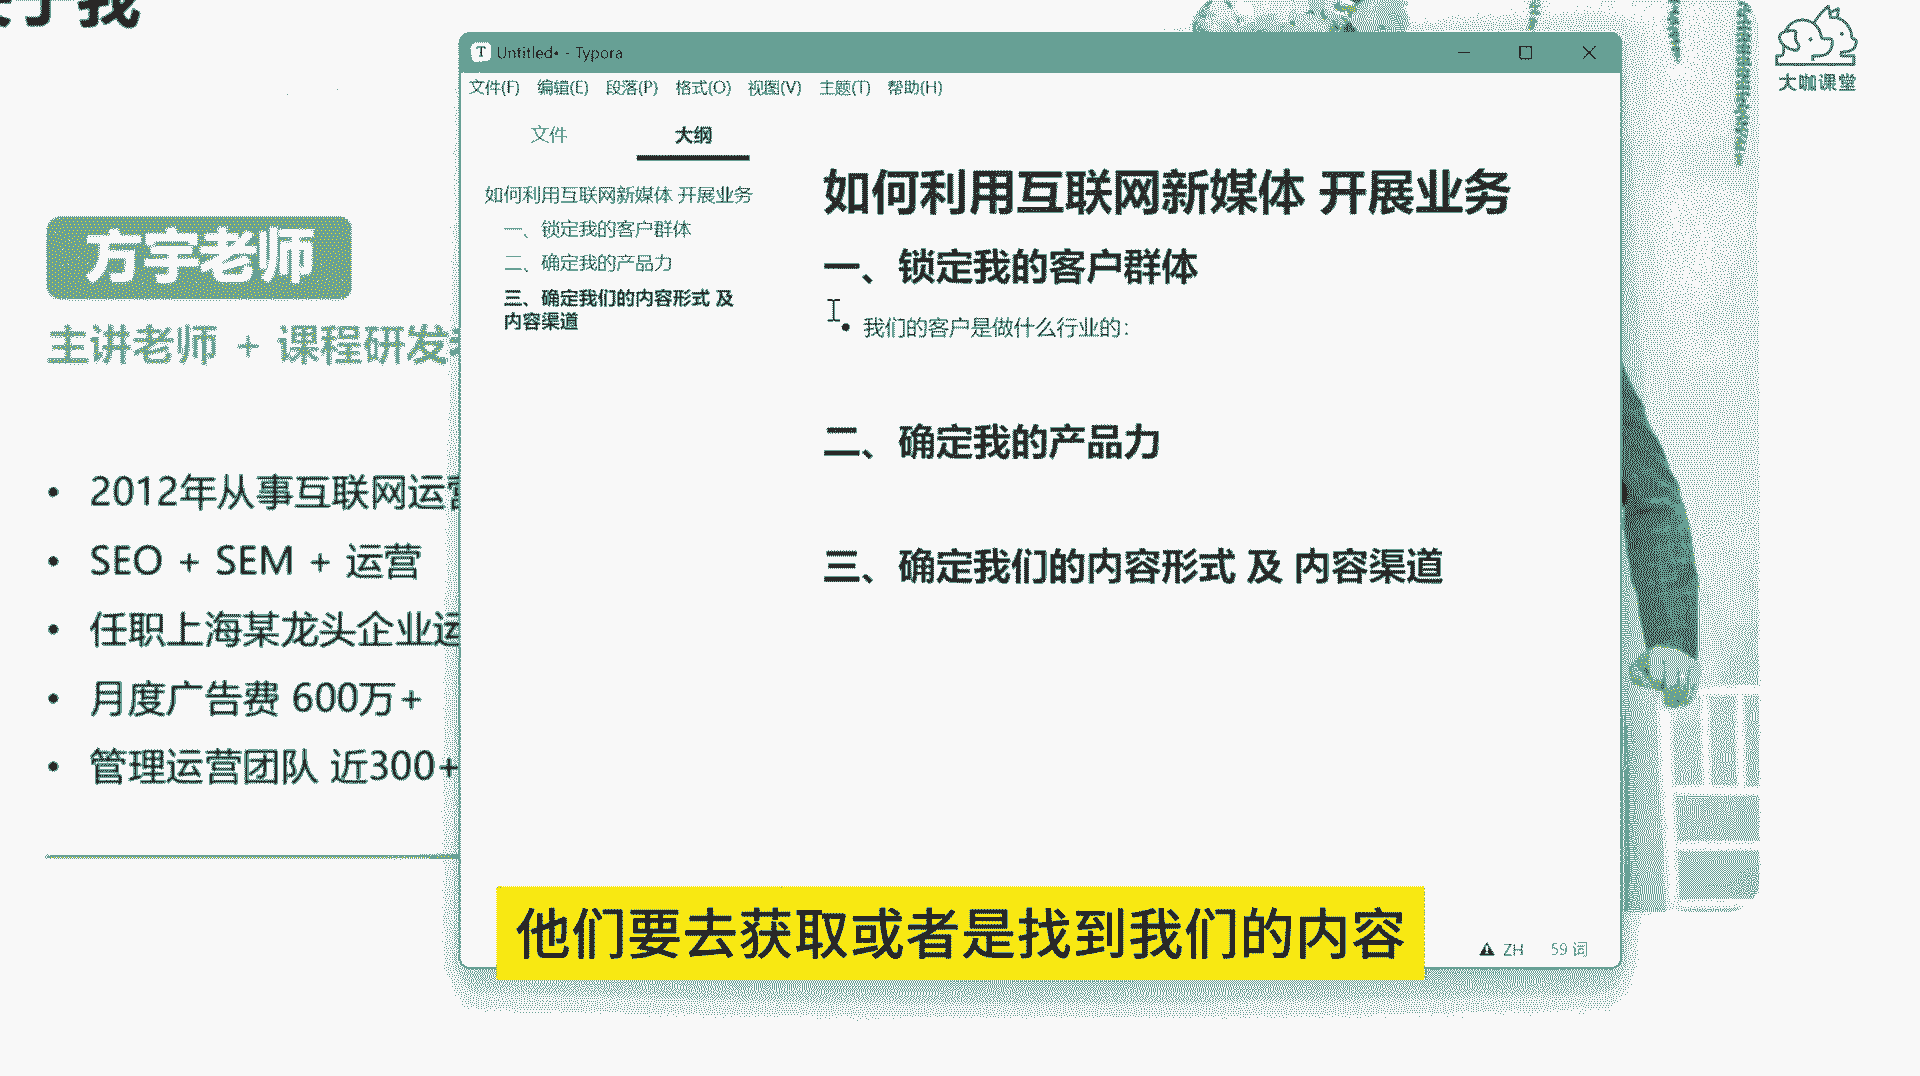 我
大咖课堂
方宇老师
主讲老师 + 课程研发
• 2012年从事互联网运营
• SEO + SEM + 运营
• 任职上海某龙头企业运
• 月度广告费 600万+
• 管理运营团队 近300+
Untitled• - Typora
文件(F) 编辑(E) 段落(P) 格式(O) 视图(V) 主题(T) 帮助(H)
文件 大纲
如何利用互联网新媒体 开展业务
一、锁定我的客户群体
二、确定我的产品力
三、确定我们的内容形式 及
内容渠道
如何利用互联网新媒体 开展业务
一、锁定我的客户群体
• 我们的客户是做什么行业的：
二、确定我的产品力
三、确定我们的内容形式 及 内容渠道
ZH 59 词
他们要去获取或者是找到我们的内容